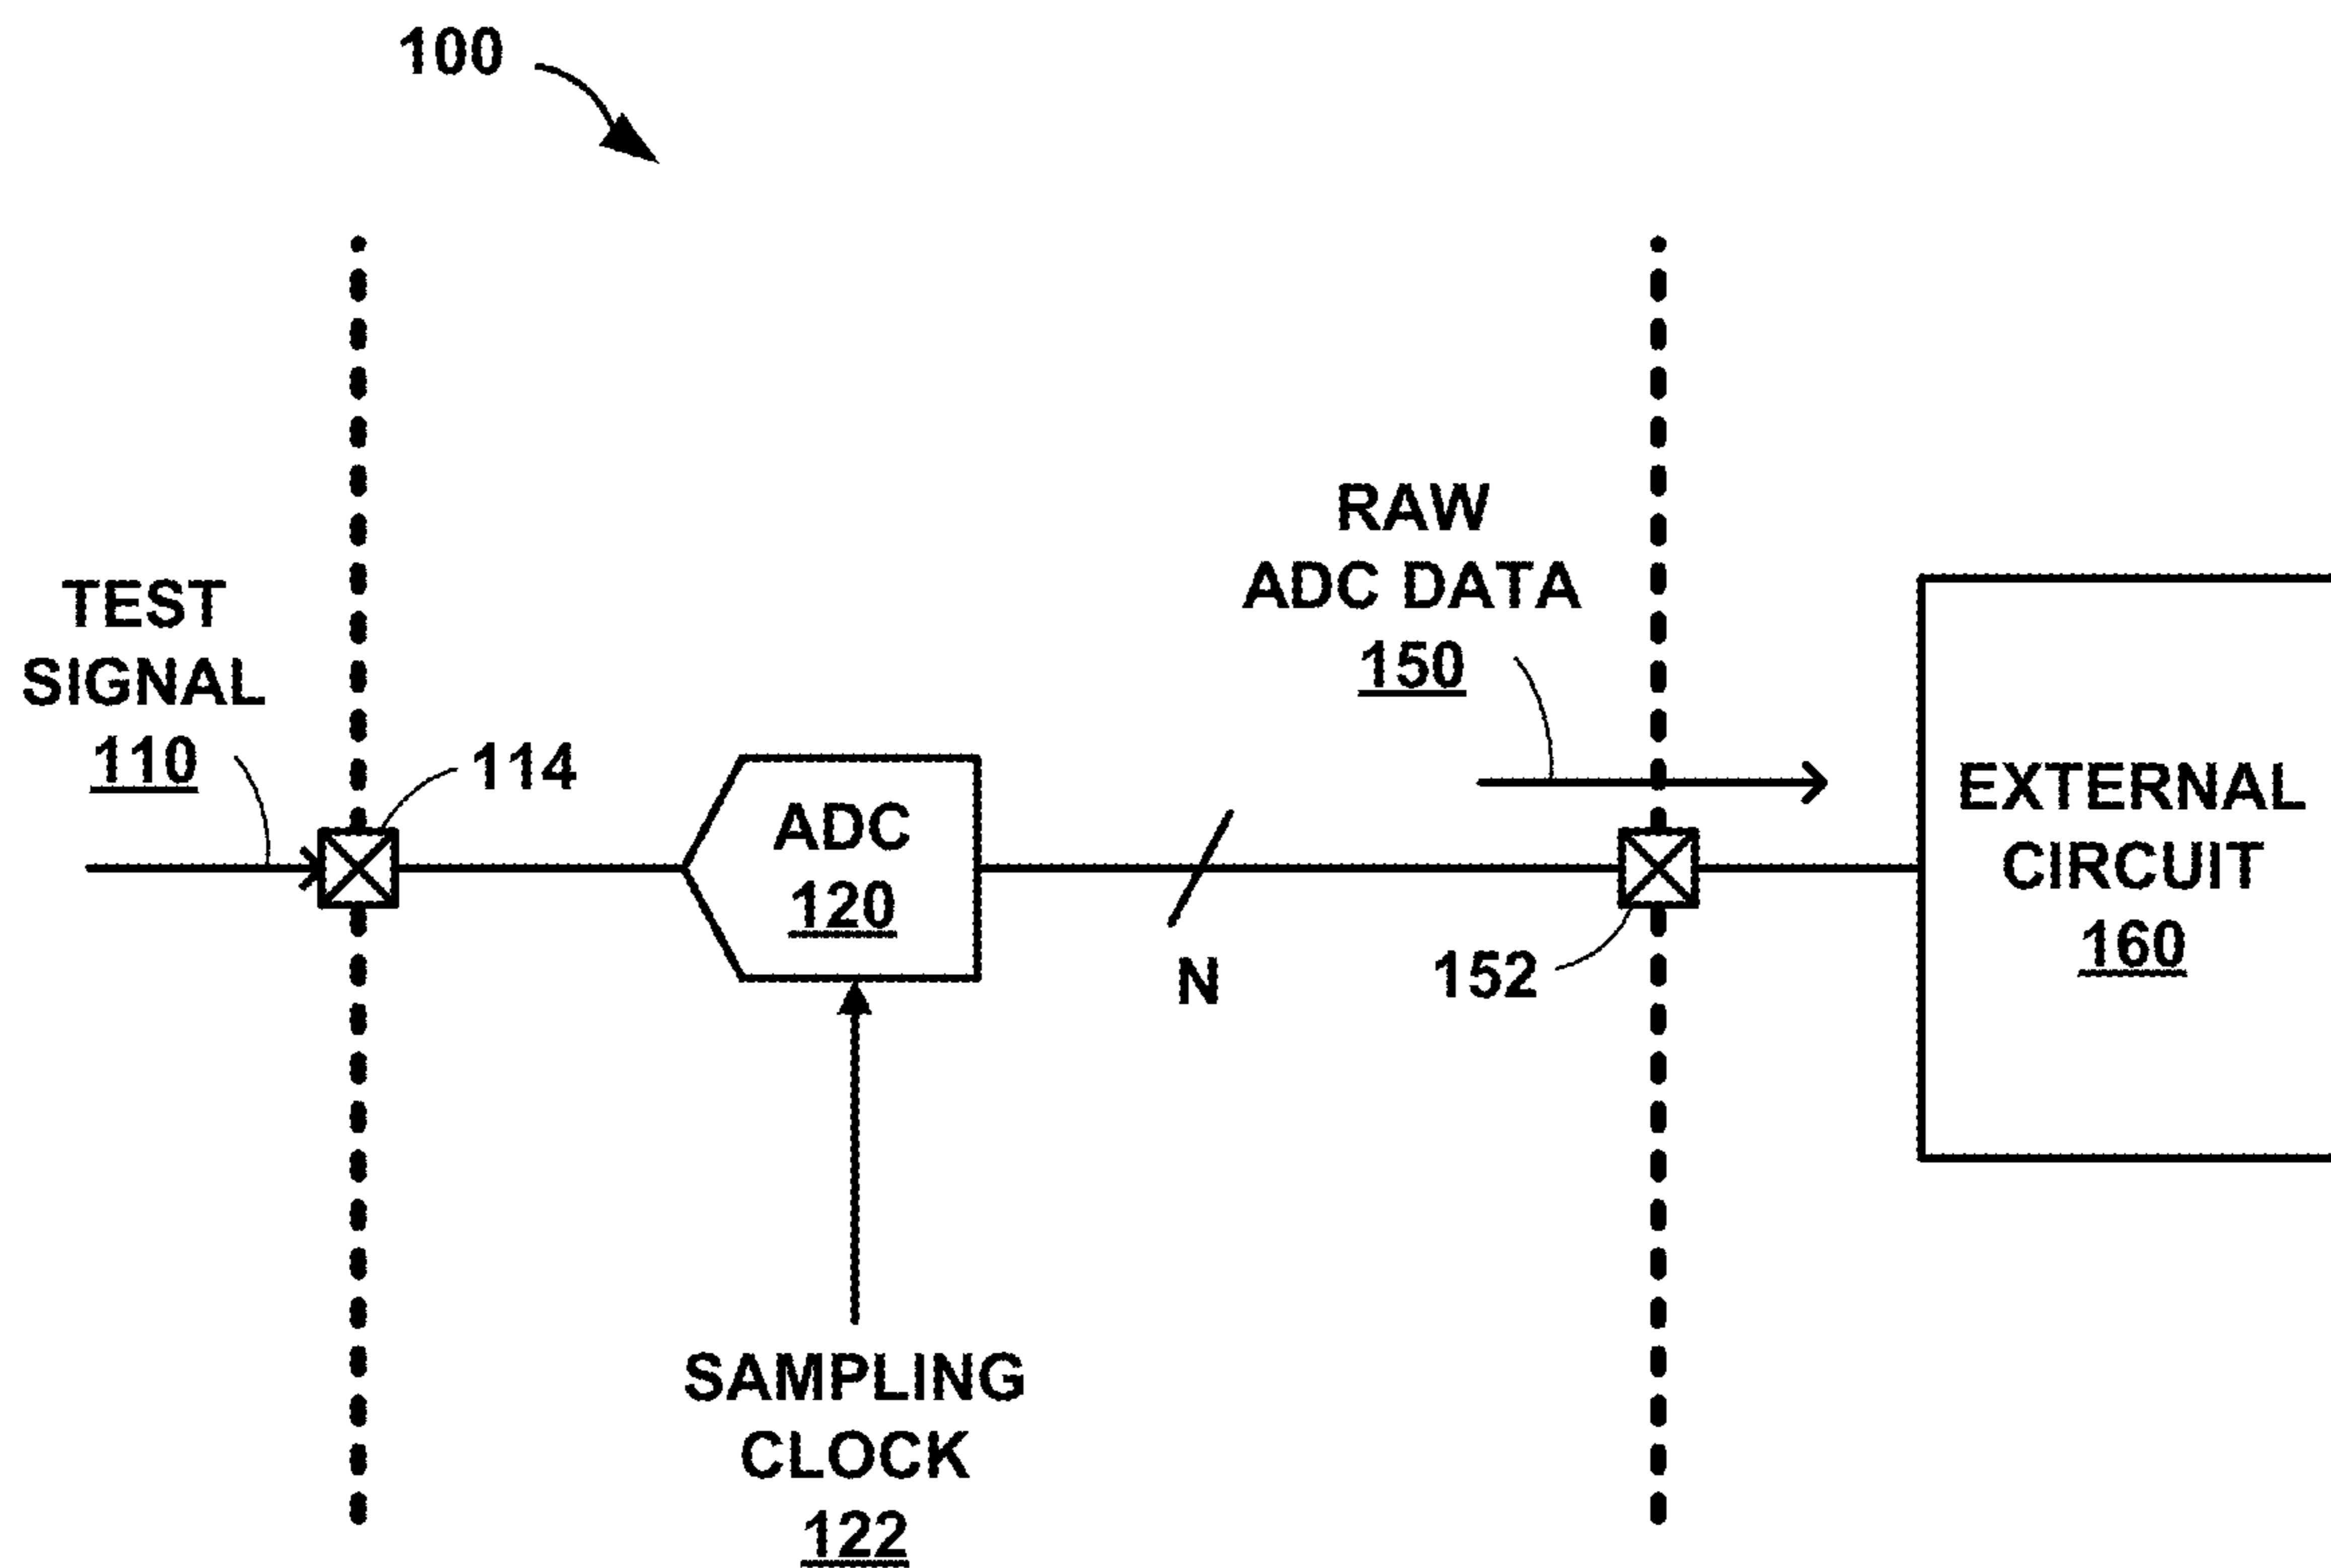 100
TEST
SIGNAL
110
114
ADC
120
SAMPLING
CLOCK
122
N
RAW
ADC DATA
150
152
EXTERNAL
CIRCUIT
160